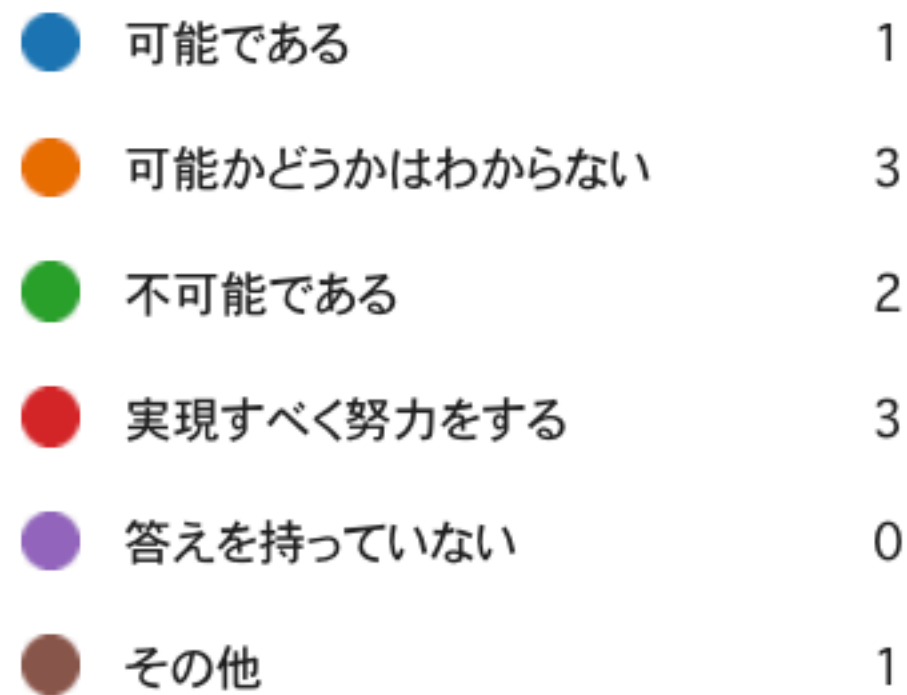 可能である 1
可能かどうかはわからない 3
不可能である 2
実現すべく努力をする 3
答えを持っていない 0
その他 1